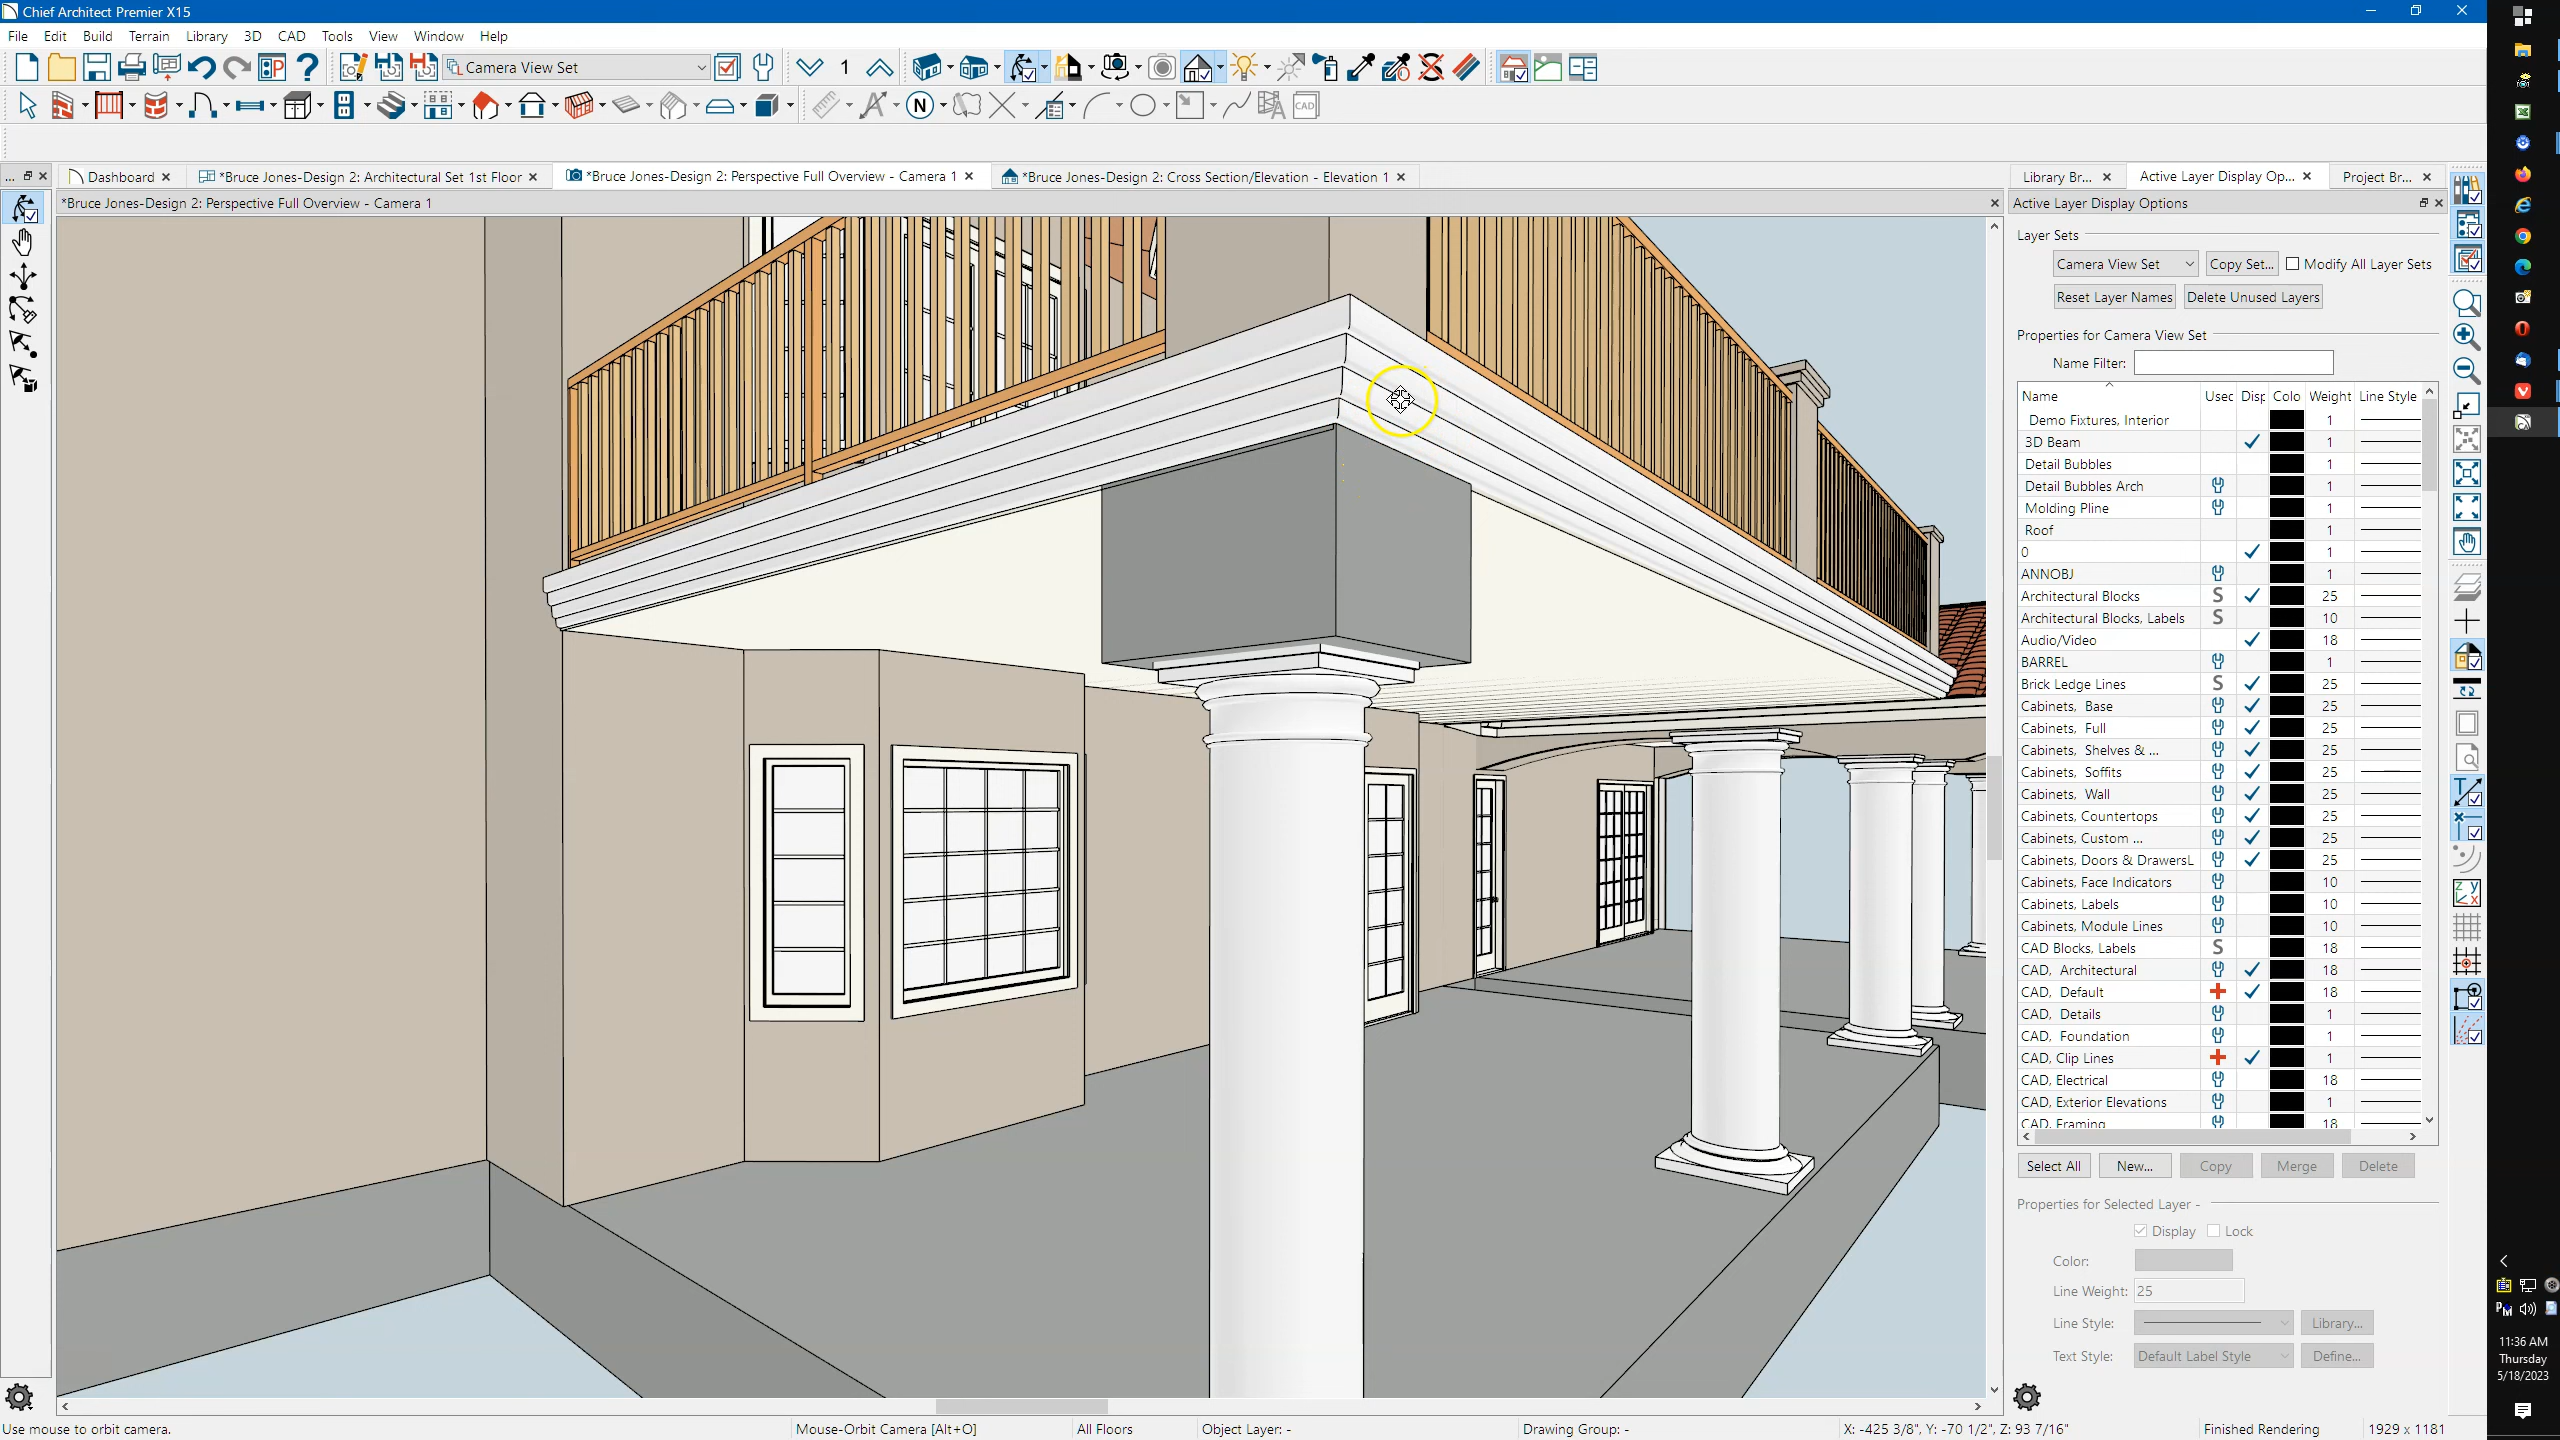 Chief Architect Premier X15
File Edit Build Terrain Library 3D CAD Tools View Window Help
Camera View Set 1
N CAD
... Dashboard *Bruce Jones-Design 2: Architectural Set 1st Floor *Bruce Jones-Design 2: Perspective Full Overview - Camera 1 *Bruce Jones-Design 2: Cross Section/Elevation - Elevation 1 Library Br... Active Layer Display Op... Project Br...
*Bruce Jones-Design 2: Perspective Full Overview - Camera 1
Active Layer Display Options
Layer Sets
Camera View Set Copy Set... Modify All Layer Sets
Reset Layer Names Delete Unused Layers
Properties for Camera View Set
Name Filter:
Name Usec Disp Colo Weight Line Style
Demo Fixtures, Interior 1
3D Beam 1
Detail Bubbles 1
Detail Bubbles Arch 1
Molding Pline 1
Roof 1
0 1
ANNOBJ 1
Architectural Blocks S 25
Architectural Blocks, Labels S 10
Audio/Video 18
BARREL 1
Brick Ledge Lines S 25
Cabinets, Base 25
Cabinets, Full 25
Cabinets, Shelves & ... 25
Cabinets, Soffits 25
Cabinets, Wall 25
Cabinets, Countertops 25
Cabinets, Custom ... 25
Cabinets, Doors & DrawersL 25
Cabinets, Face Indicators 10
Cabinets, Labels 10
Cabinets, Module Lines 10
CAD Blocks, Labels S 18
CAD, Architectural 18
CAD, Default 18
CAD, Details 1
CAD, Foundation 1
CAD, Clip Lines 1
CAD, Electrical 18
CAD, Exterior Elevations 1
CAD, Framing 18
Select All New... Copy Merge Delete
Properties for Selected Layer -
Display Lock
Color:
Line Weight: 25
Line Style: Library...
Text Style: Default Label Style Define...
11:36 AM
Thursday
5/18/2023
Use mouse to orbit camera. Mouse-Orbit Camera [Alt+O] All Floors Object Layer: - Drawing Group: - X: -425 3/8", Y: -70 1/2", Z: 93 7/16" Finished Rendering 1929 x 1181